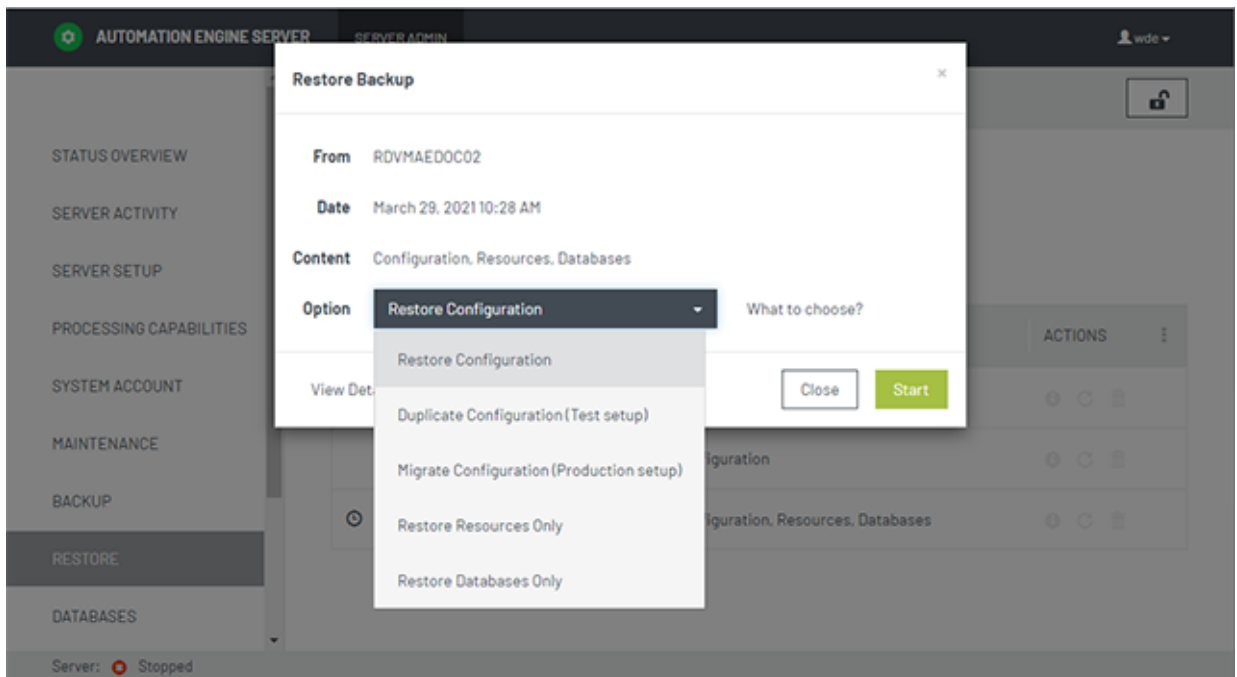 AUTOMATION ENGINE SERVER
SERVER ADMIN
wde
Restore Backup
×
From RDVMAEDOC02
Date March 29, 2021 10:28 AM
Content Configuration, Resources, Databases
Option Restore Configuration What to choose?
Restore Configuration
Duplicate Configuration (Test setup)
Migrate Configuration (Production setup)
Restore Resources Only
Restore Databases Only
Close Start
STATUS OVERVIEW
SERVER ACTIVITY
SERVER SETUP
PROCESSING CAPABILITIES
SYSTEM ACCOUNT
MAINTENANCE
BACKUP
RESTORE
DATABASES
View
ACTIONS
Resources, Databases
Server: Stopped